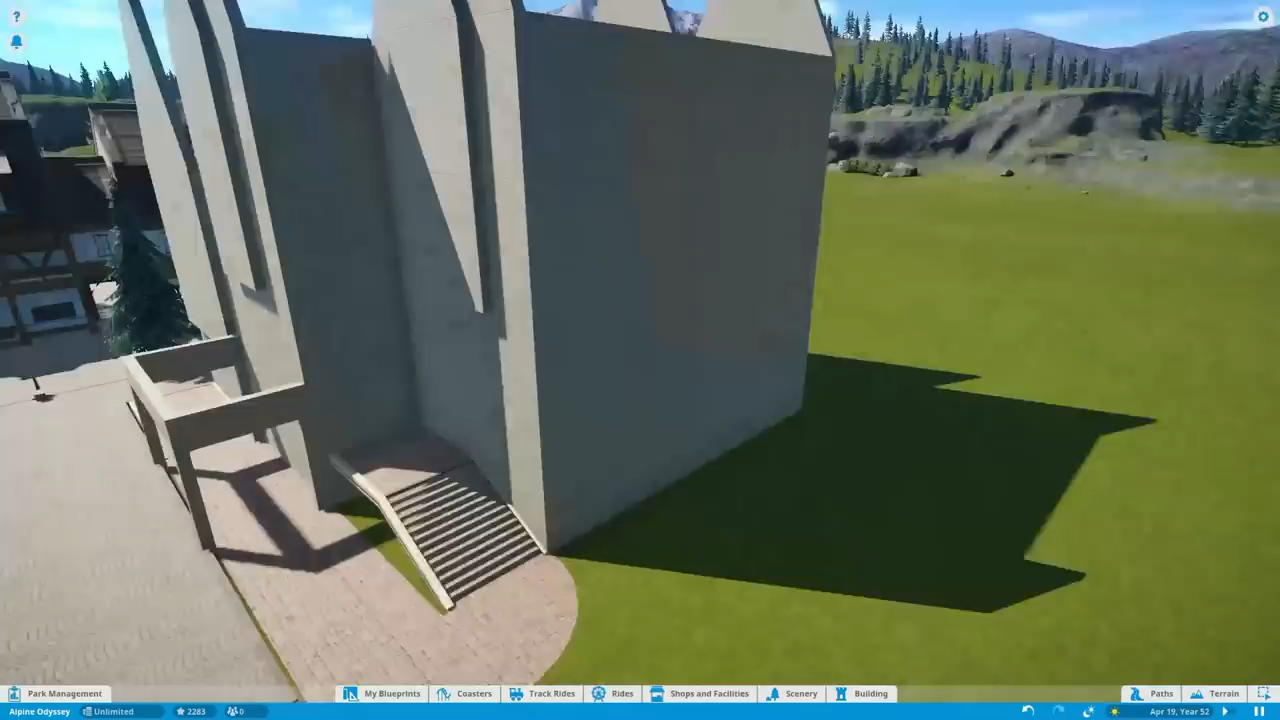 ?
Park Management
My Blueprints
Coasters
Track Rides
Rides
Shops and Facilities
Scenery
Building
Paths
Terrain
Alpine Odyssey
Unlimited
2283
0
Apr 19, Year 52